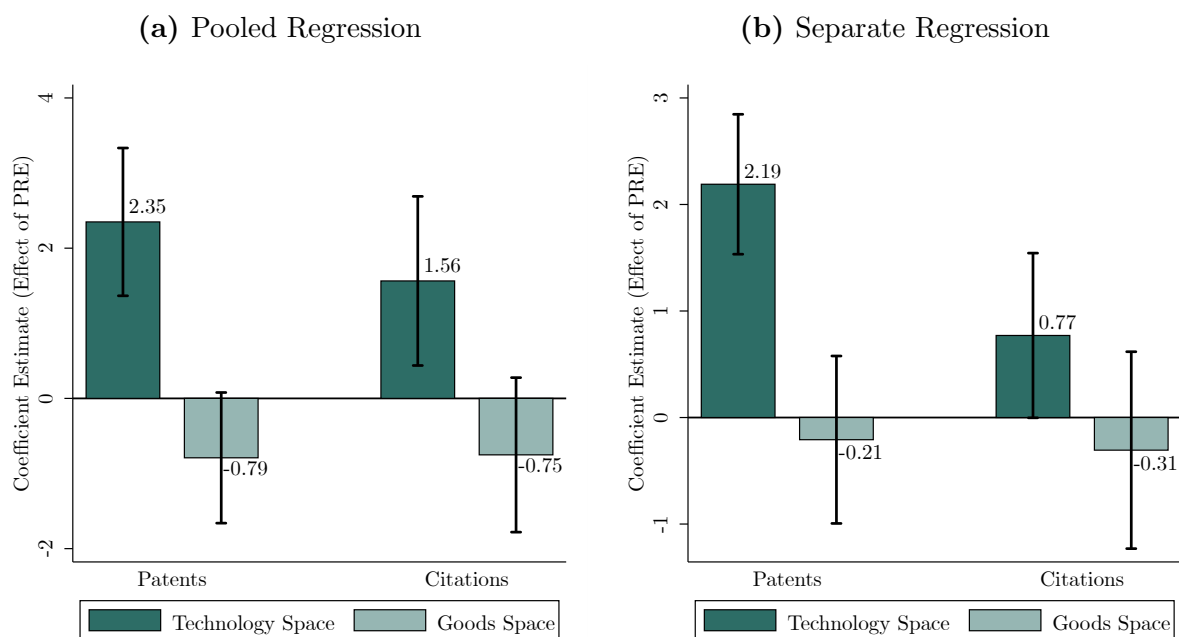 (a) Pooled Regression
Coefficient Estimate (Effect of PRE)
4
2
0
-2
2.35
-0.79
1.56
-0.75
Patents
Citations
Technology Space
Goods Space
(b) Separate Regression
Coefficient Estimate (Effect of PRE)
3
2
1
0
-1
2.19
-0.21
0.77
-0.31
Patents
Citations
Technology Space
Goods Space